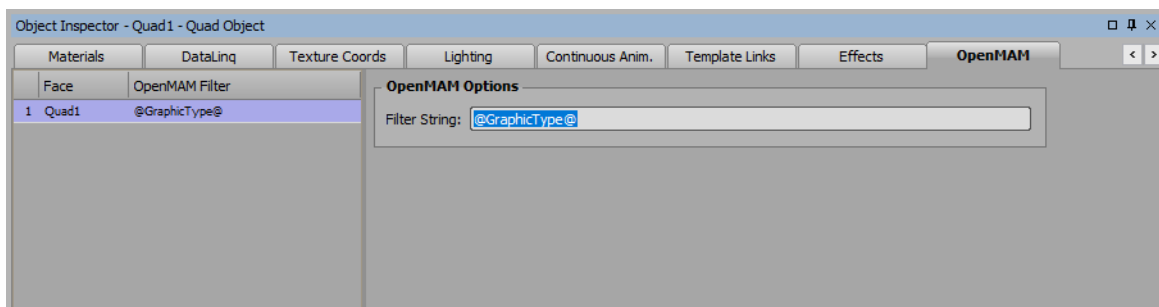 Object Inspector - Quad1 - Quad Object
Materials DataLinq Texture Coords Lighting Continuous Anim. Template Links Effects OpenMAM
Face OpenMAM Filter
1 Quad1 @GraphicType@
OpenMAM Options
Filter String: @GraphicType@